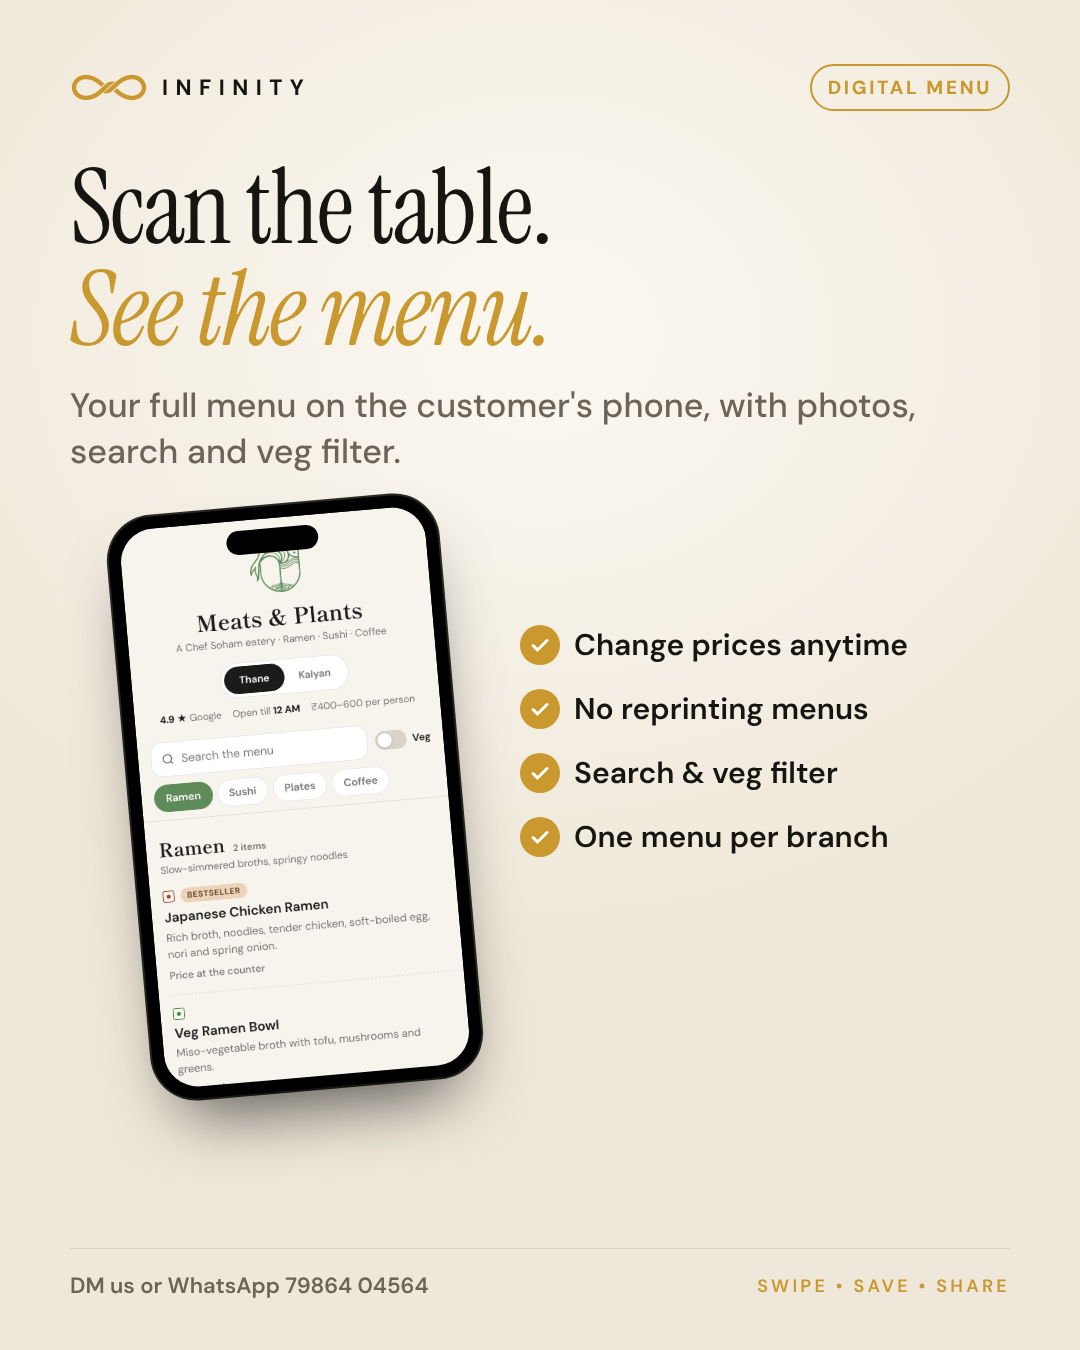 INFINITY
DIGITAL MENU
Scan the table.
See the menu.
Your full menu on the customer's phone, with photos,
search and veg filter.
Meats & Plants
A Chef Soham eatery · Ramen · Sushi · Coffee
Thane
Kalyan
4.9 ★ Google Open till 12 AM ₹400–600 per person
Search the menu
Veg
Ramen
Sushi
Plates
Coffee
Ramen 2 items
Slow-simmered broths, springy noodles
BESTSELLER
Japanese Chicken Ramen
Rich broth, noodles, tender chicken, soft-boiled egg,
nori and spring onion.
Price at the counter
Veg Ramen Bowl
Miso-vegetable broth with tofu, mushrooms and
greens.
Change prices anytime
No reprinting menus
Search & veg filter
One menu per branch
DM us or WhatsApp 79864 04564
SWIPE • SAVE • SHARE